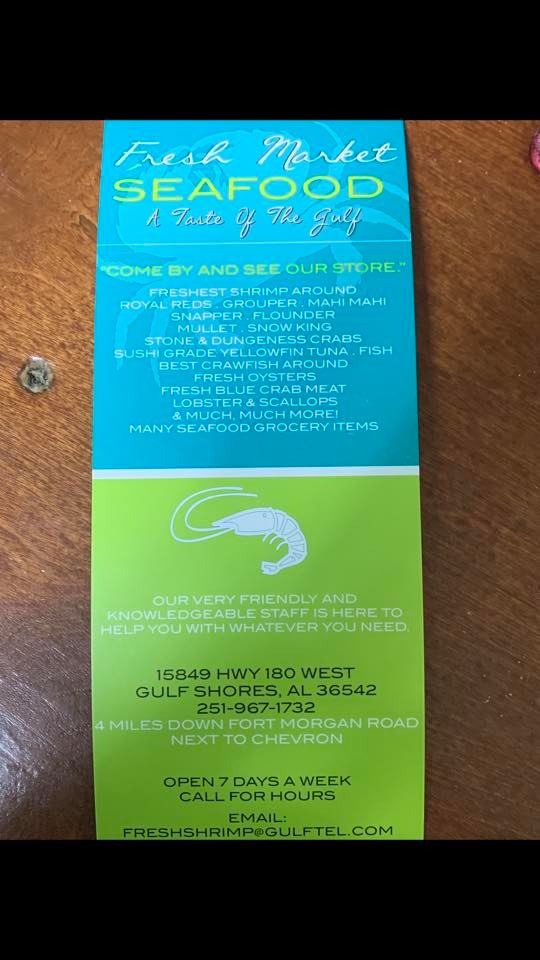 Fresh Market
SEAFOOD
A Taste Of The Gulf
"COME BY AND SEE OUR STORE."
FRESHEST SHRIMP AROUND
ROYAL REDS . GROUPER . MAHI MAHI
SNAPPER . FLOUNDER
MULLET . SNOW KING
STONE & DUNGENESS CRABS
SUSHI GRADE YELLOWFIN TUNA . FISH
BEST CRAWFISH AROUND
FRESH OYSTERS
FRESH BLUE CRAB MEAT
LOBSTER & SCALLOPS
& MUCH, MUCH MORE!
MANY SEAFOOD GROCERY ITEMS
OUR VERY FRIENDLY AND
KNOWLEDGEABLE STAFF IS HERE TO
HELP YOU WITH WHATEVER YOU NEED.
15849 HWY 180 WEST
GULF SHORES, AL 36542
251-967-1732
4 MILES DOWN FORT MORGAN ROAD
NEXT TO CHEVRON
OPEN 7 DAYS A WEEK
CALL FOR HOURS
EMAIL:
FRESHSHRIMP@GULFTEL.COM